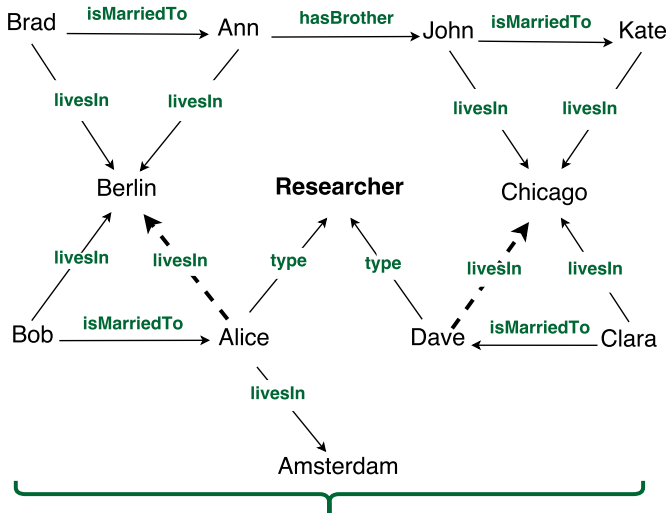 Brad isMarriedTo Ann hasBrother John isMarriedTo Kate
livesIn livesIn livesIn livesIn
Berlin Researcher Chicago
livesIn livesIn type type livesIn livesIn
Bob isMarriedTo Alice Dave isMarriedTo Clara
livesIn
Amsterdam